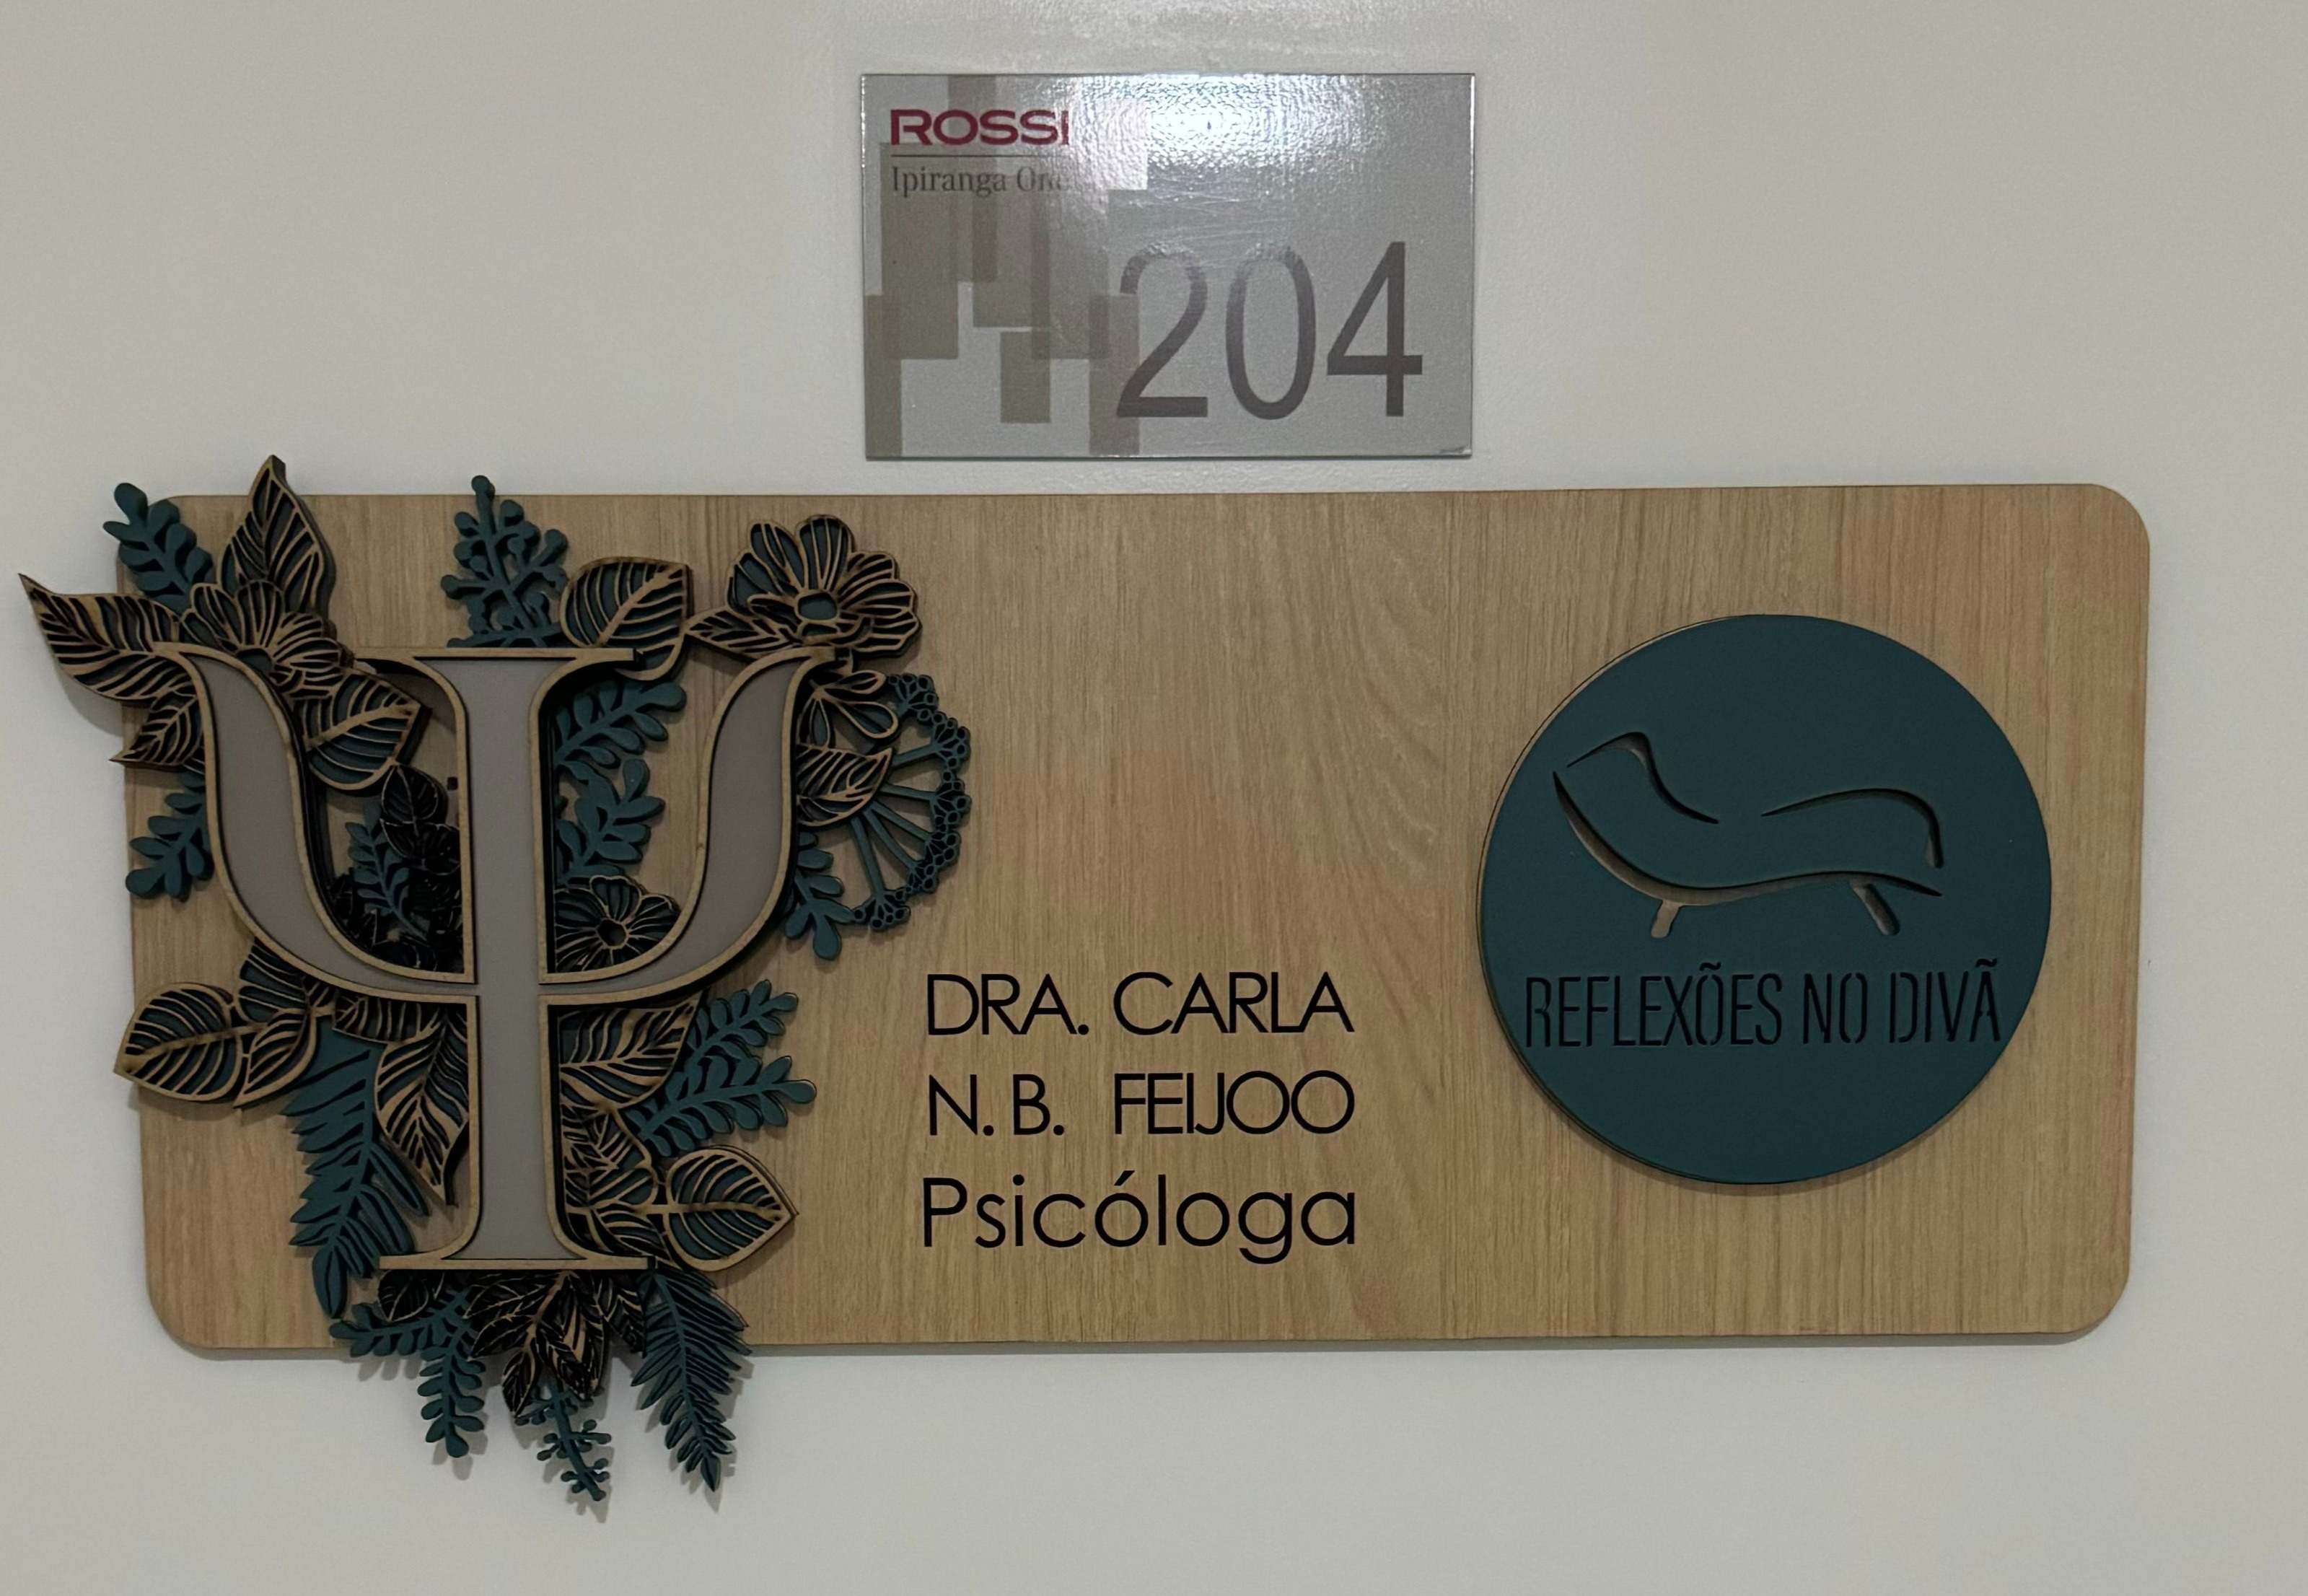 ROSSI
Ipiranga One
204
Ψ
DRA. CARLA
N. B. FEIJOO
Psicóloga
REFLEXÕES NO DIVÃ